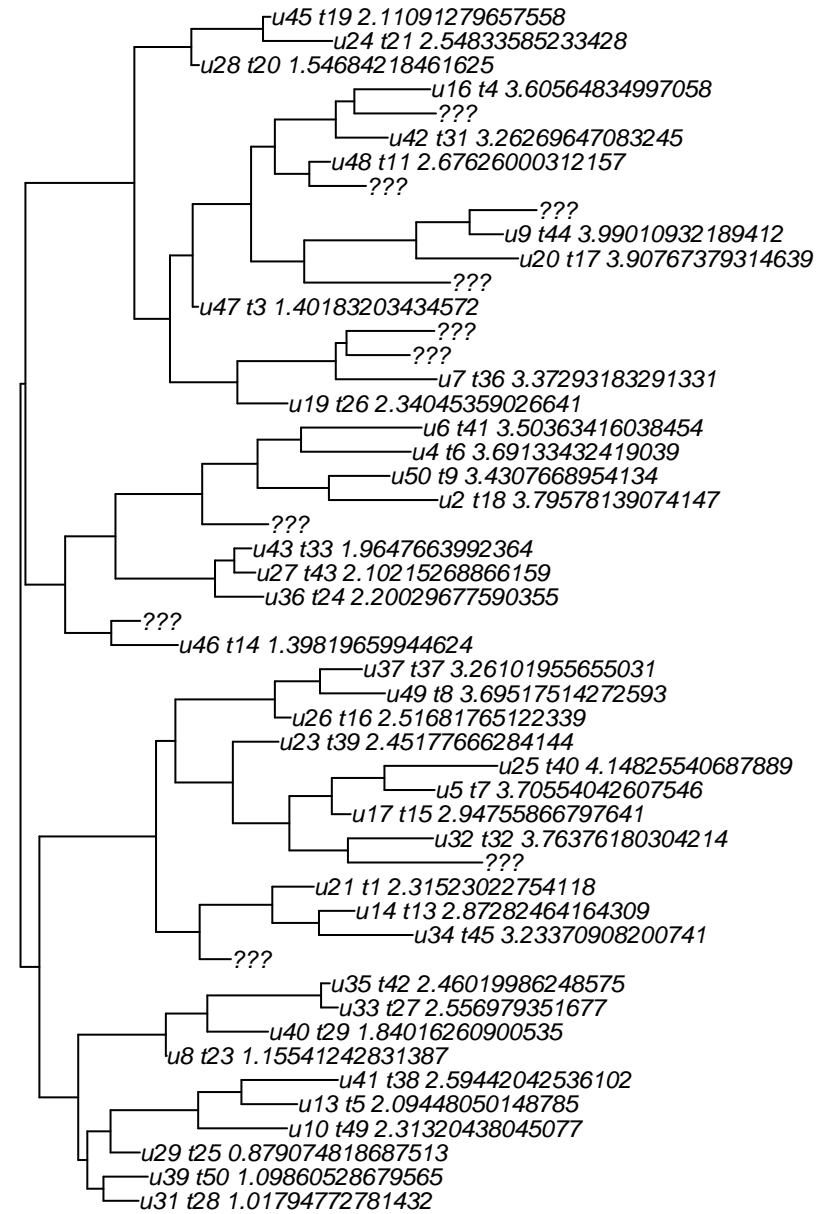 u45 t19 2.11091279657558
u24 t21 2.54833585233428
u28 t20 1.54684218461625
u16 t4 3.60564834997058
???
u42 t31 3.26269647083245
u48 t11 2.67626000312157
???
???
u9 t44 3.99010932189412
u20 t17 3.90767379314639
???
u47 t3 1.40183203434572
???
???
u7 t36 3.37293183291331
u19 t26 2.34045359026641
u6 t41 3.50363416038454
u4 t6 3.69133432419039
u50 t9 3.4307668954134
u2 t18 3.79578139074147
???
u43 t33 1.9647663992364
u27 t43 2.10215268866159
u36 t24 2.20029677590355
???
u46 t14 1.39819659944624
u37 t37 3.26101955655031
u49 t8 3.69517514272593
u26 t16 2.51681765122339
u23 t39 2.45177666284144
u25 t40 4.14825540687889
u5 t7 3.70554042607546
u17 t15 2.94755866797641
u32 t32 3.76376180304214
???
u21 t1 2.31523022754118
u14 t13 2.87282464164309
u34 t45 3.23370908200741
???
u35 t42 2.46019986248575
u33 t27 2.556979351677
u40 t29 1.84016260900535
u8 t23 1.15541242831387
u41 t38 2.59442042536102
u13 t5 2.09448050148785
u10 t49 2.31320438045077
u29 t25 0.879074818687513
u39 t50 1.09860528679565
u31 t28 1.01794772781432